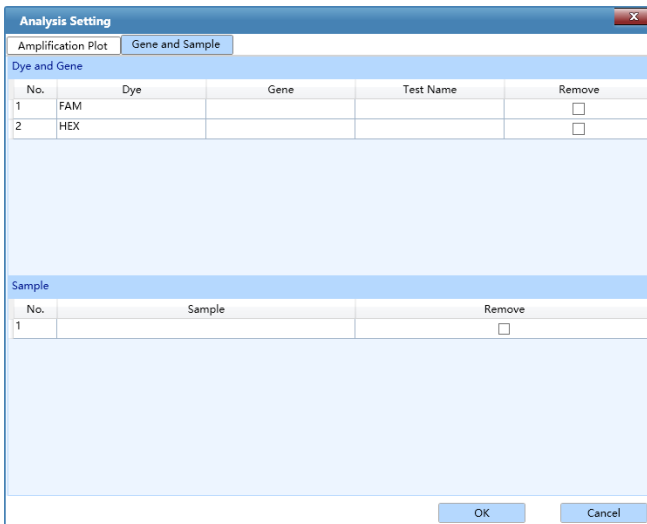 Analysis Setting
x
Amplification Plot Gene and Sample
Dye and Gene
No. Dye Gene Test Name Remove
1 FAM
2 HEX
Sample
No. Sample Remove
1
OK Cancel